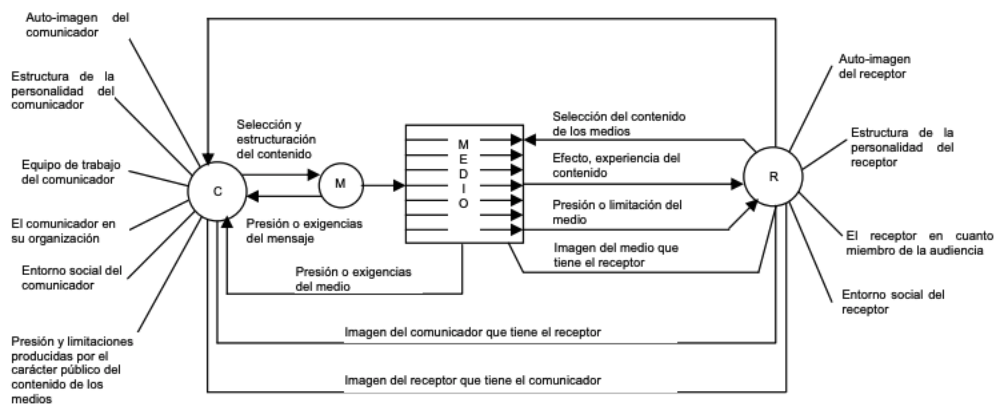 Auto-imagen del
comunicador
Estructura de la
personalidad del
comunicador
Equipo de trabajo
del comunicador
El comunicador en
su organización
Entorno social del
comunicador
Presión y limitaciones
producidas por el
carácter público del
contenido de los
medios
C
Selección y
estructuración
del contenido
M
Presión o exigencias
del mensaje
Presión o exigencias
del medio
M
E
D
I
O
Selección del contenido
de los medios
Efecto, experiencia del
contenido
Presión o limitación del
medio
Imagen del medio que
tiene el receptor
Imagen del comunicador que tiene el receptor
Imagen del receptor que tiene el comunicador
R
Auto-imagen
del receptor
Estructura de la
personalidad del
receptor
El receptor en cuanto
miembro de la audiencia
Entorno social del
receptor